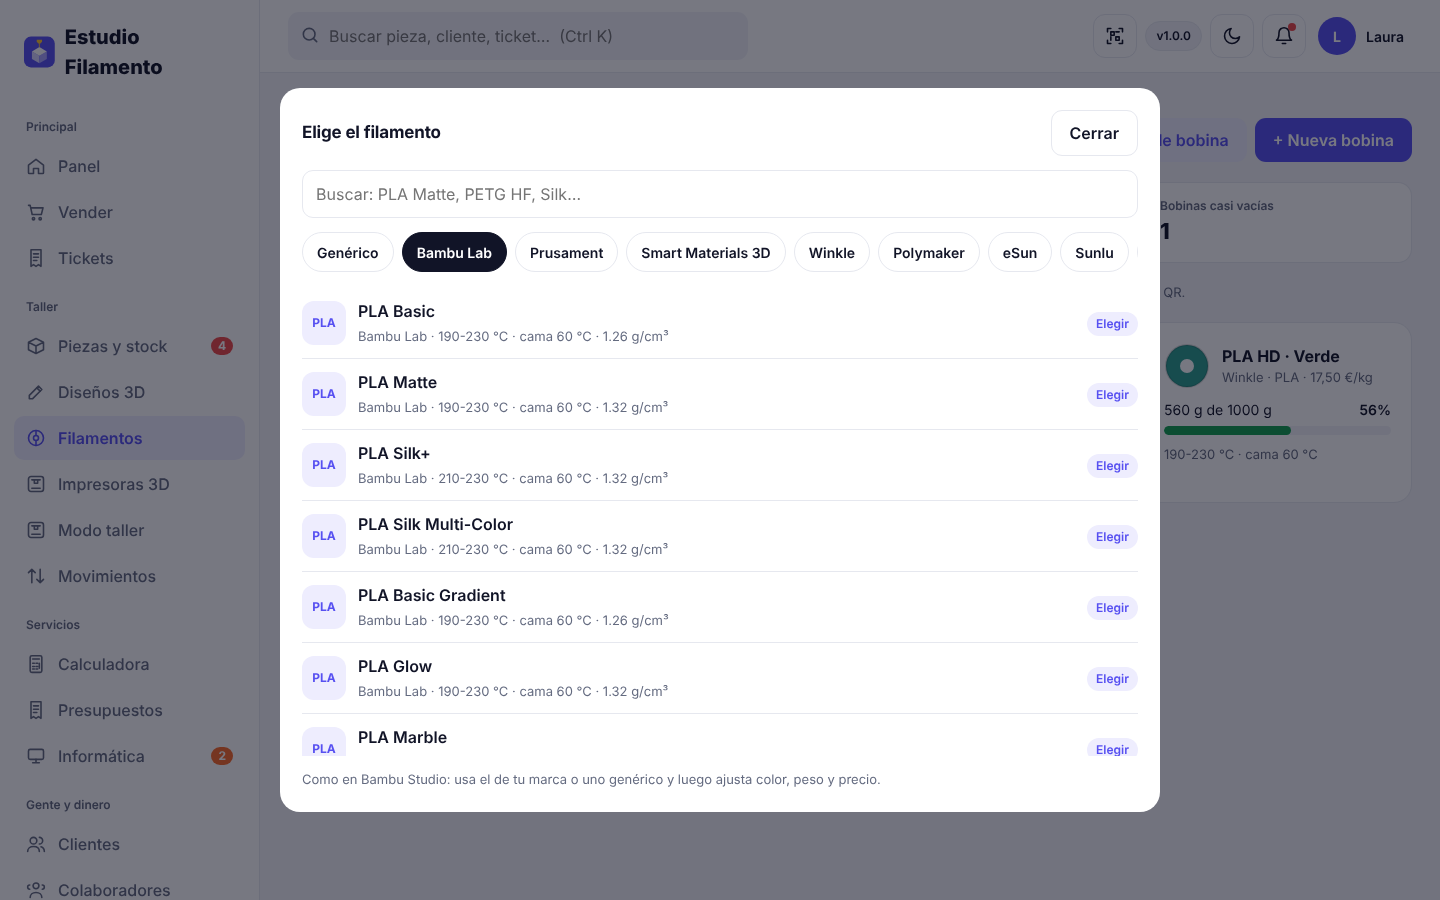 Estudio
Filamento
Buscar pieza, cliente, ticket... (Ctrl K)
v1.0.0
L
Laura
Principal
Panel
Vender
Tickets
Taller
Piezas y stock
4
Diseños 3D
Filamentos
Impresoras 3D
Modo taller
Movimientos
Servicios
Calculadora
Presupuestos
Informática
2
Gente y dinero
Clientes
Colaboradores
Elige el filamento
Cerrar
Buscar: PLA Matte, PETG HF, Silk...
Genérico
Bambu Lab
Prusament
Smart Materials 3D
Winkle
Polymaker
eSun
Sunlu
PLA
PLA Basic
Bambu Lab · 190-230 °C · cama 60 °C · 1.26 g/cm³
Elegir
PLA
PLA Matte
Bambu Lab · 190-230 °C · cama 60 °C · 1.32 g/cm³
Elegir
PLA
PLA Silk+
Bambu Lab · 210-230 °C · cama 60 °C · 1.32 g/cm³
Elegir
PLA
PLA Silk Multi-Color
Bambu Lab · 210-230 °C · cama 60 °C · 1.32 g/cm³
Elegir
PLA
PLA Basic Gradient
Bambu Lab · 190-230 °C · cama 60 °C · 1.26 g/cm³
Elegir
PLA
PLA Glow
Bambu Lab · 190-230 °C · cama 60 °C · 1.32 g/cm³
Elegir
PLA
PLA Marble
Elegir
Como en Bambu Studio: usa el de tu marca o uno genérico y luego ajusta color, peso y precio.
de bobina
+ Nueva bobina
Bobinas casi vacías
1
QR.
PLA HD · Verde
Winkle · PLA · 17,50 €/kg
560 g de 1000 g
56%
190-230 °C · cama 60 °C